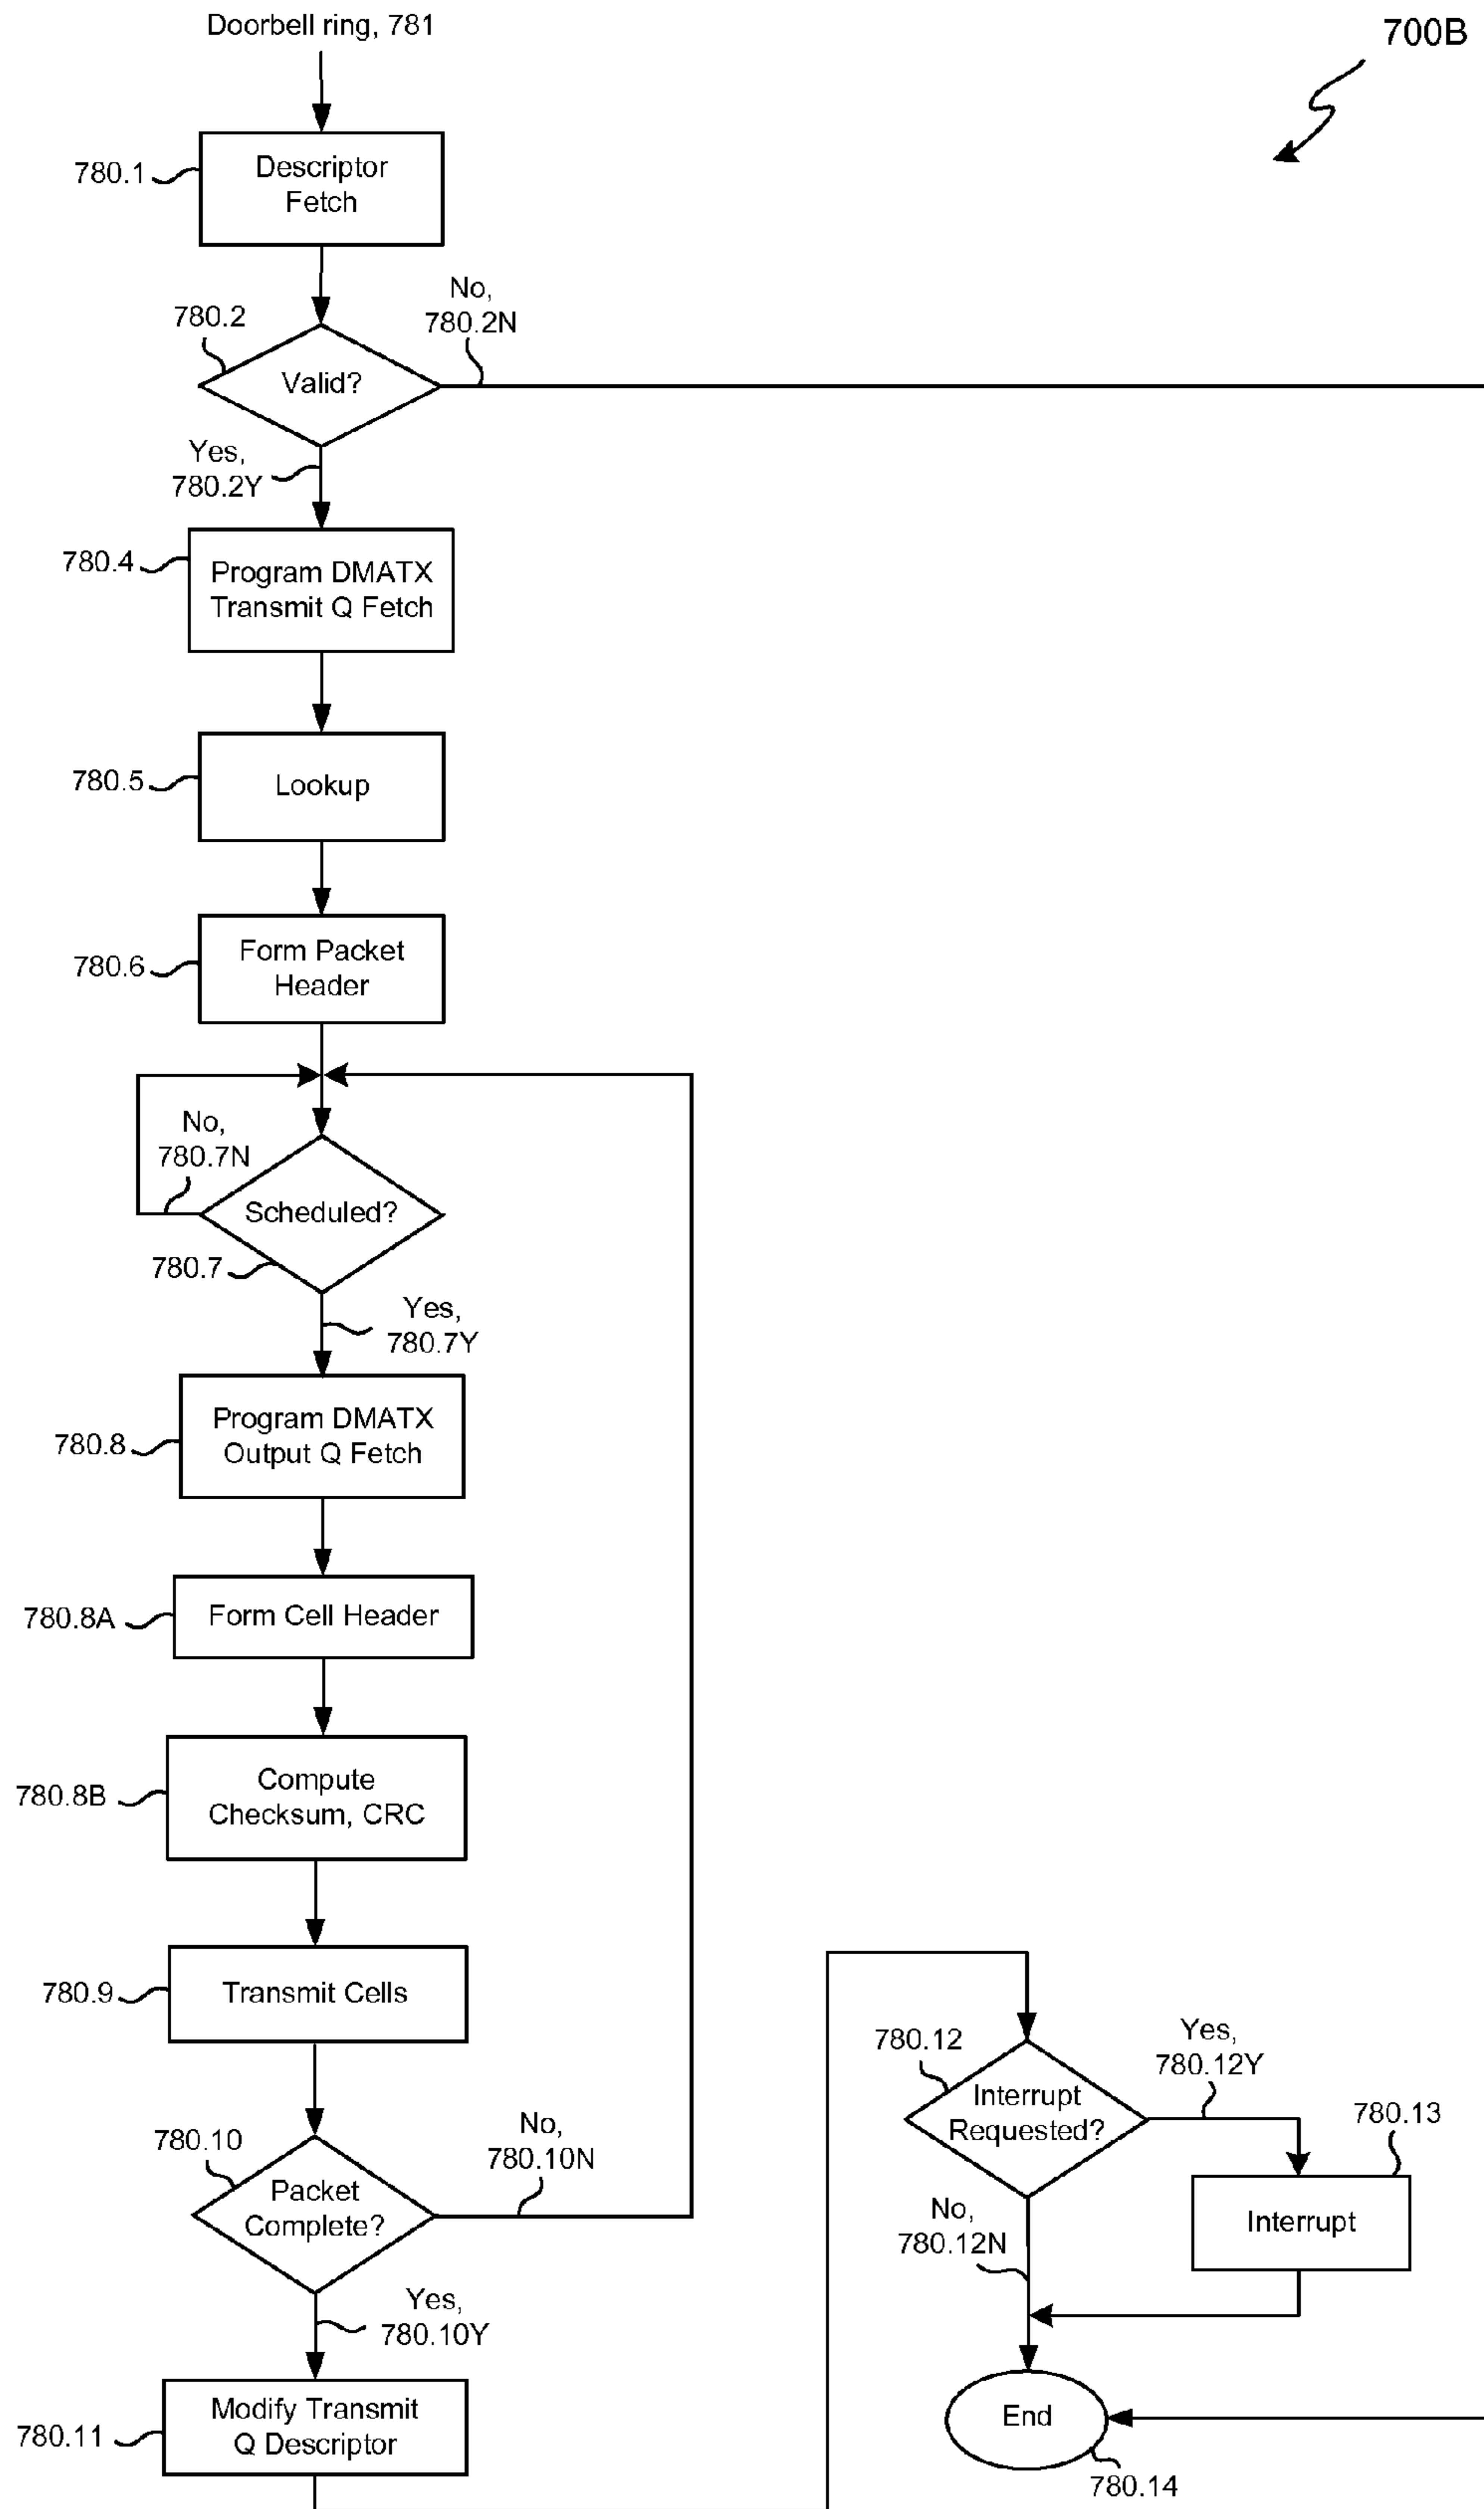 Doorbell ring, 781
700B
780.1
Descriptor
Fetch
780.2
No,
780.2N
Valid?
Yes,
780.2Y
780.4
Program DMATX
Transmit Q Fetch
780.5
Lookup
780.6
Form Packet
Header
No,
780.7N
Scheduled?
780.7
Yes,
780.7Y
780.8
Program DMATX
Output Q Fetch
780.8A
Form Cell Header
780.8B
Compute
Checksum, CRC
780.9
Transmit Cells
780.10
No,
780.10N
Packet
Complete?
Yes,
780.10Y
780.11
Modify Transmit
Q Descriptor
780.12
Yes,
780.12Y
Interrupt
Requested?
780.13
No,
780.12N
Interrupt
End
780.14